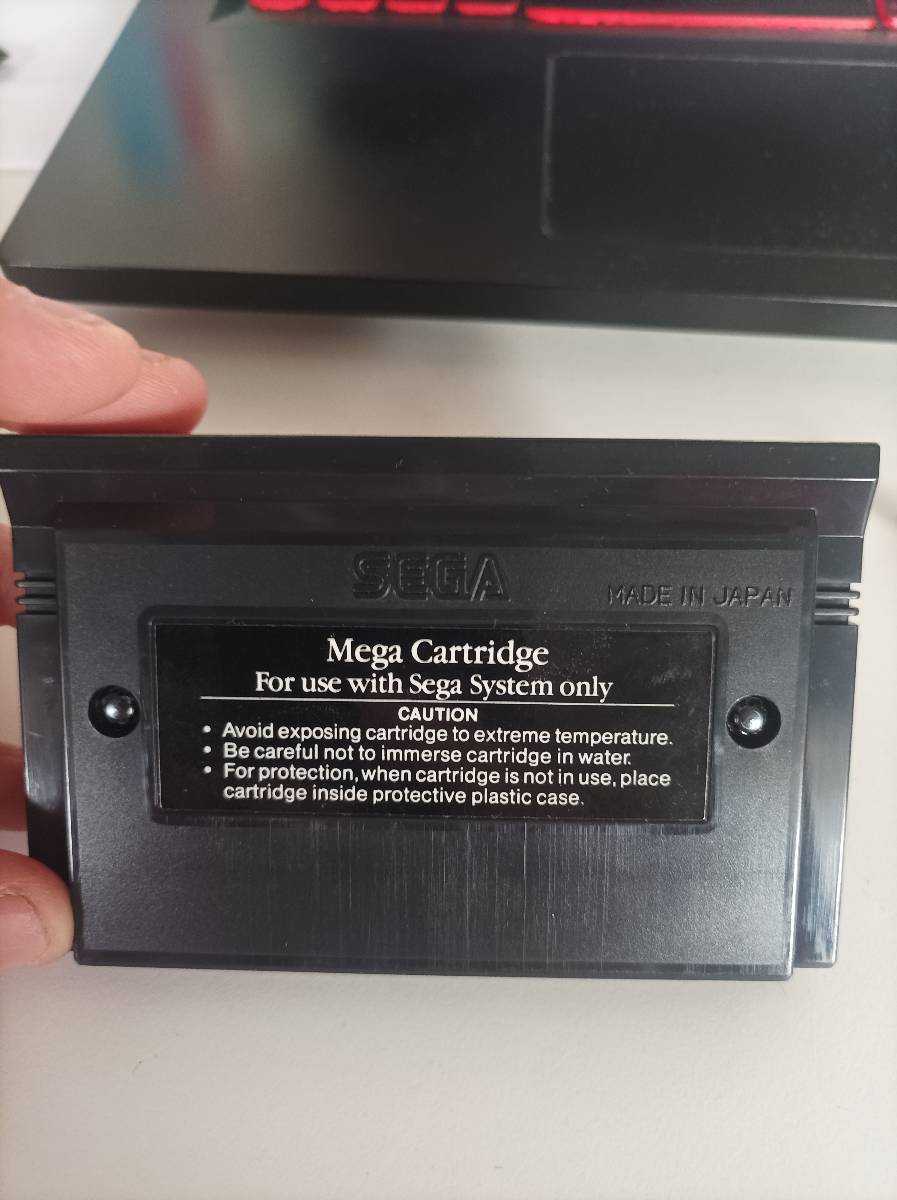 SEGA
MADE IN JAPAN
Mega Cartridge
For use with Sega System only
CAUTION
• Avoid exposing cartridge to extreme temperature.
• Be careful not to immerse cartridge in water.
• For protection, when cartridge is not in use, place
cartridge inside protective plastic case.